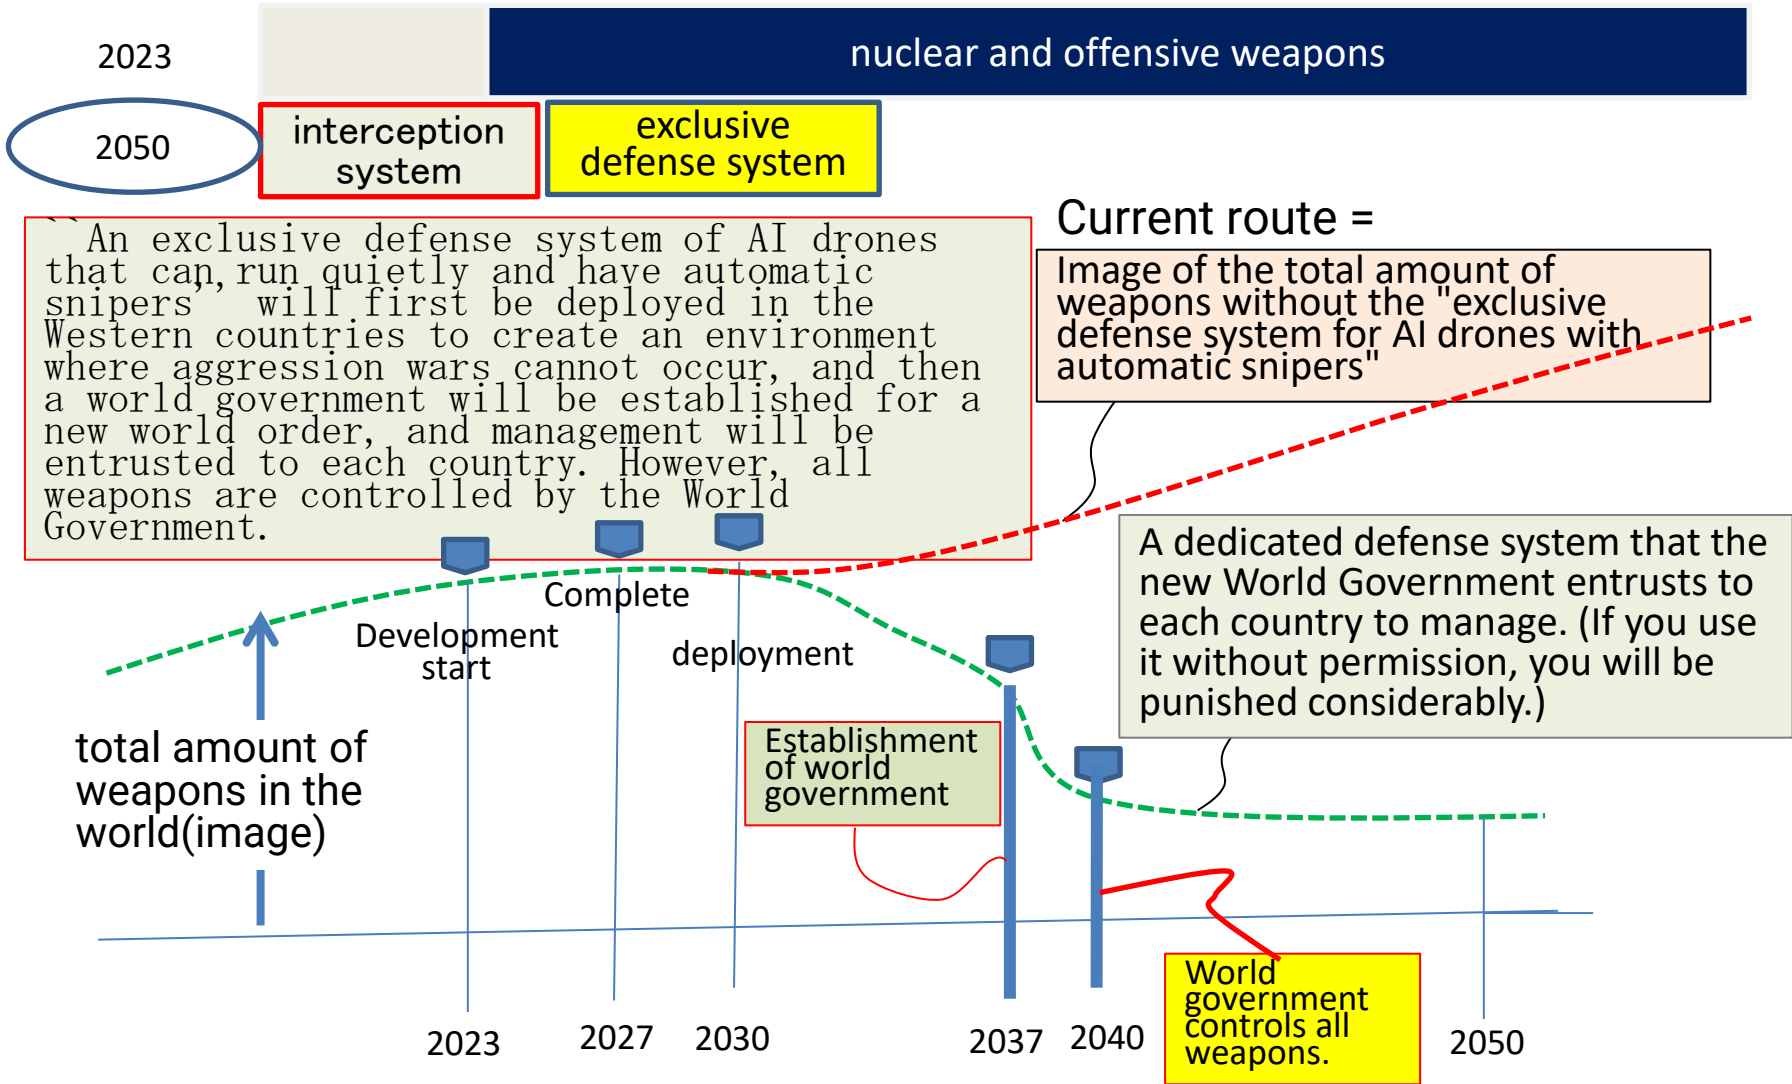 2023
nuclear and offensive weapons
2050
interception
system
exclusive
defense system
``An exclusive defense system of AI drones
that can run quietly and have automatic
snipers'' will first be deployed in the
Western countries to create an environment
where aggression wars cannot occur, and then
a world government will be established for a
new world order, and management will be
entrusted to each country. However, all
weapons are controlled by the World
Government.
Current route =
Image of the total amount of
weapons without the "exclusive
defense system for AI drones with
automatic snipers"
A dedicated defense system that the
new World Government entrusts to
each country to manage. (If you use
it without permission, you will be
punished considerably.)
Complete
Development
start
deployment
total amount of
weapons in the
world(image)
Establishment
of world
government
World
government
controls all
weapons.
2023
2027
2030
2037
2040
2050